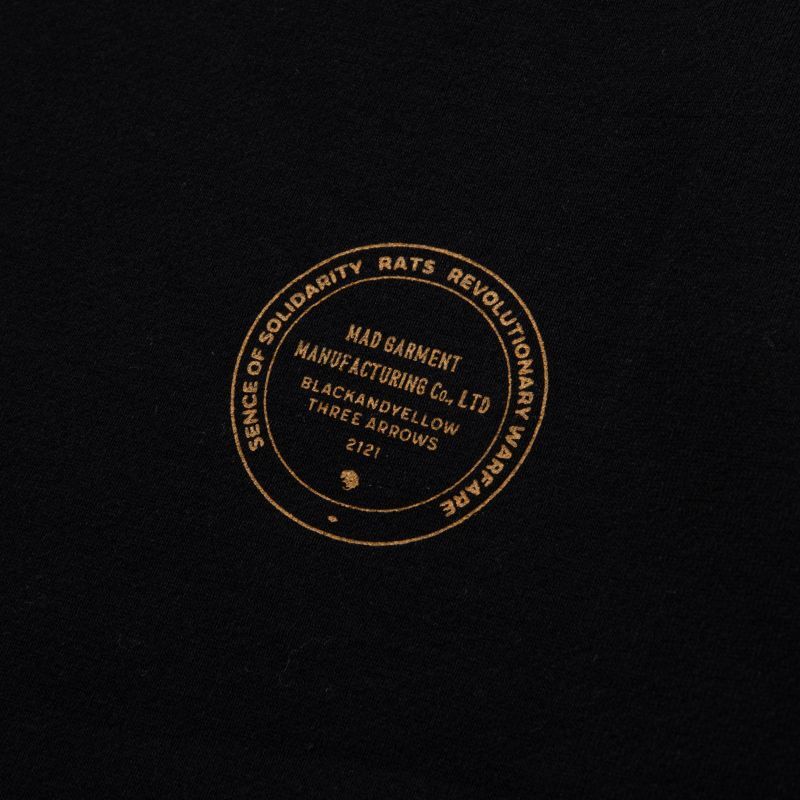 SENCE OF SOLIDARITY RATS REVOLUTIONARY WARFARE
MAD GARMENT
MANUFACTURING Co., LTD
BLACKANDYELLOW
THREE ARROWS
2121